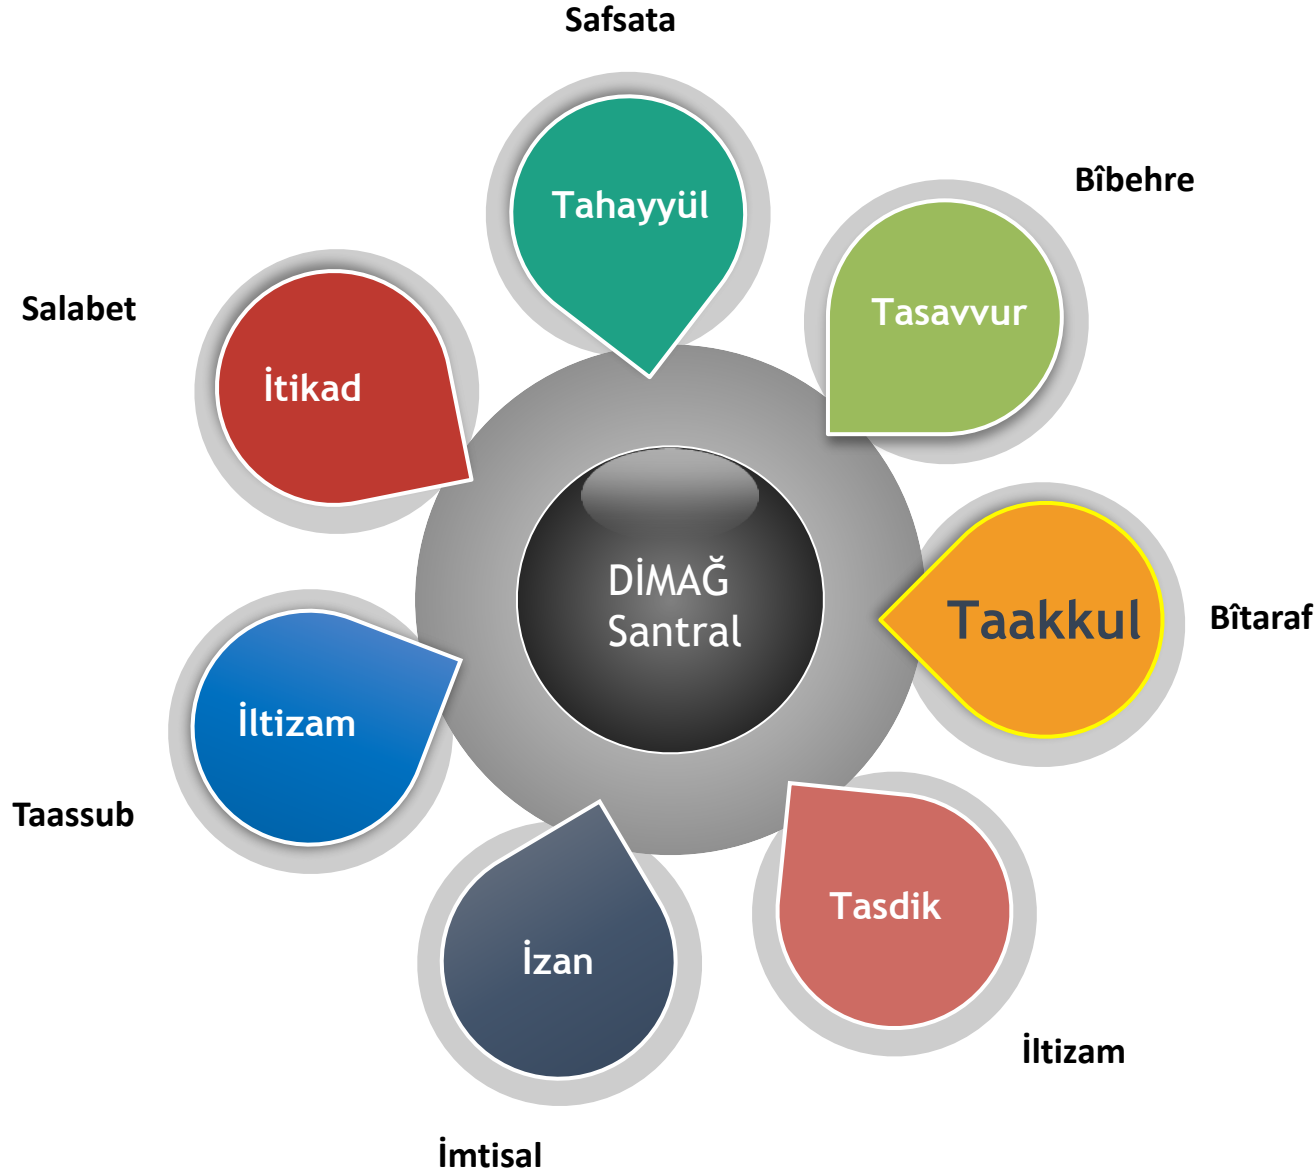 Safsata
Tahayyül
Bîbehre
Tasavvur
Salabet
İtikad
DİMAĞ
Santral
Taakkul
Bîtaraf
İltizam
Taassub
Tasdik
İltizam
İzan
İmtisal